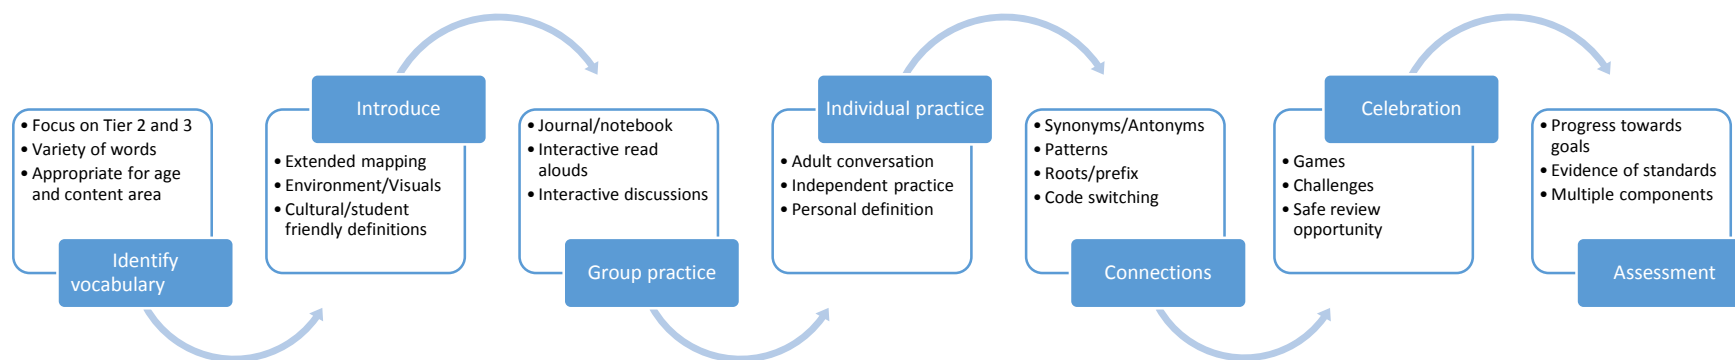 • Focus on Tier 2 and 3
• Variety of words
• Appropriate for age
and content area
Identify
vocabulary
Introduce
• Extended mapping
• Environment/Visuals
• Cultural/student
friendly definitions
• Journal/notebook
• Interactive read
alouds
• Interactive discussions
Group practice
Individual practice
• Adult conversation
• Independent practice
• Personal definition
• Synonyms/Antonyms
• Patterns
• Roots/prefix
• Code switching
Connections
Celebration
• Games
• Challenges
• Safe review
opportunity
• Progress towards
goals
• Evidence of standards
• Multiple components
Assessment